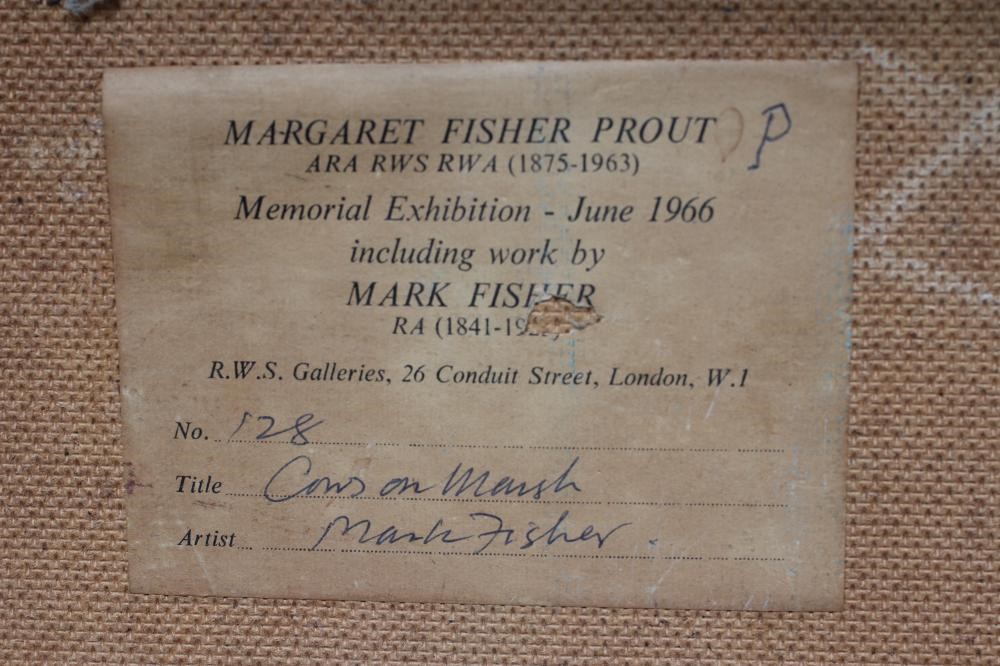 MARGARET FISHER PROUT P
ARA RWS RWA (1875-1963)
Memorial Exhibition - June 1966
including work by
MARK FISHER
RA (1841-19
R.W.S. Galleries, 26 Conduit Street, London, W.1
No. 128
Title Cows on Marsh
Artist Mark Fisher.